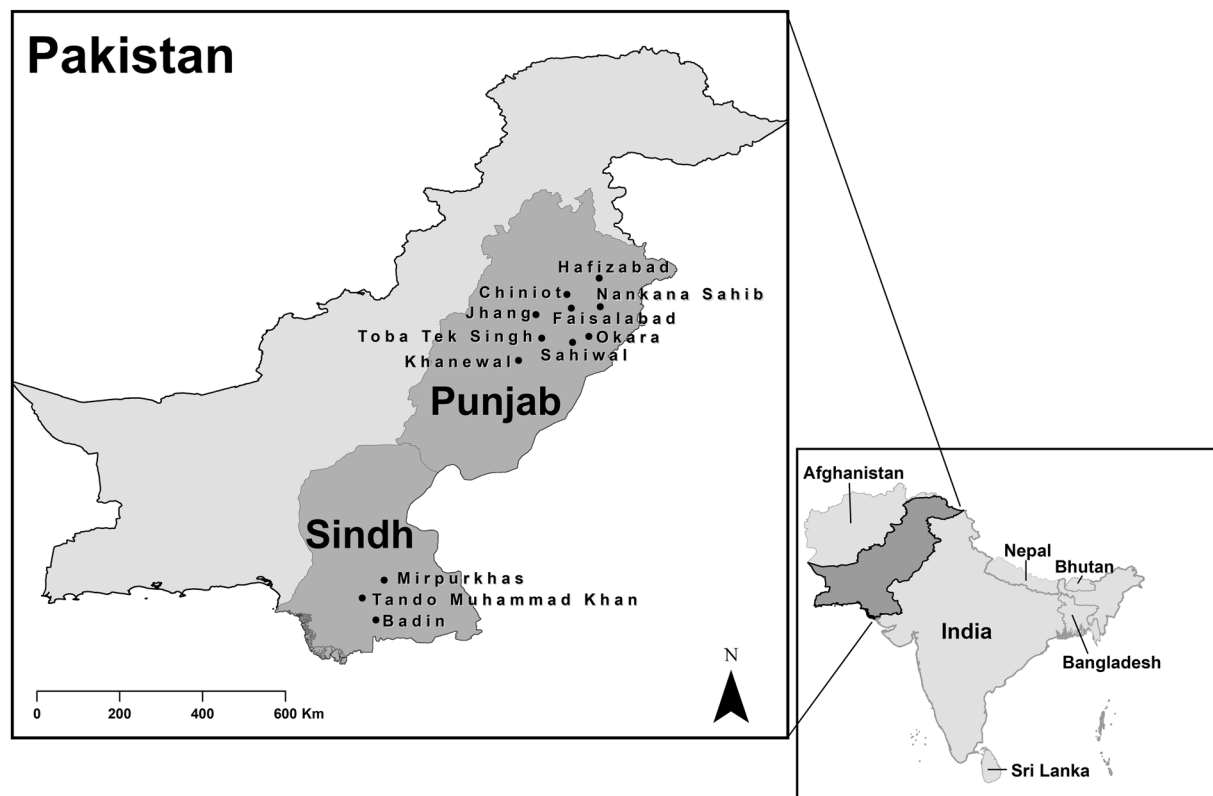 Pakistan
Hafizabad
Chiniot
Nankana Sahib
Jhang
Faisalabad
Toba Tek Singh
Okara
Sahiwal
Khanewal
Punjab
Sindh
Mirpurkhas
Tando Muhammad Khan
Badin
N
0 200 400 600 Km
Afghanistan
Nepal
Bhutan
India
Bangladesh
Sri Lanka